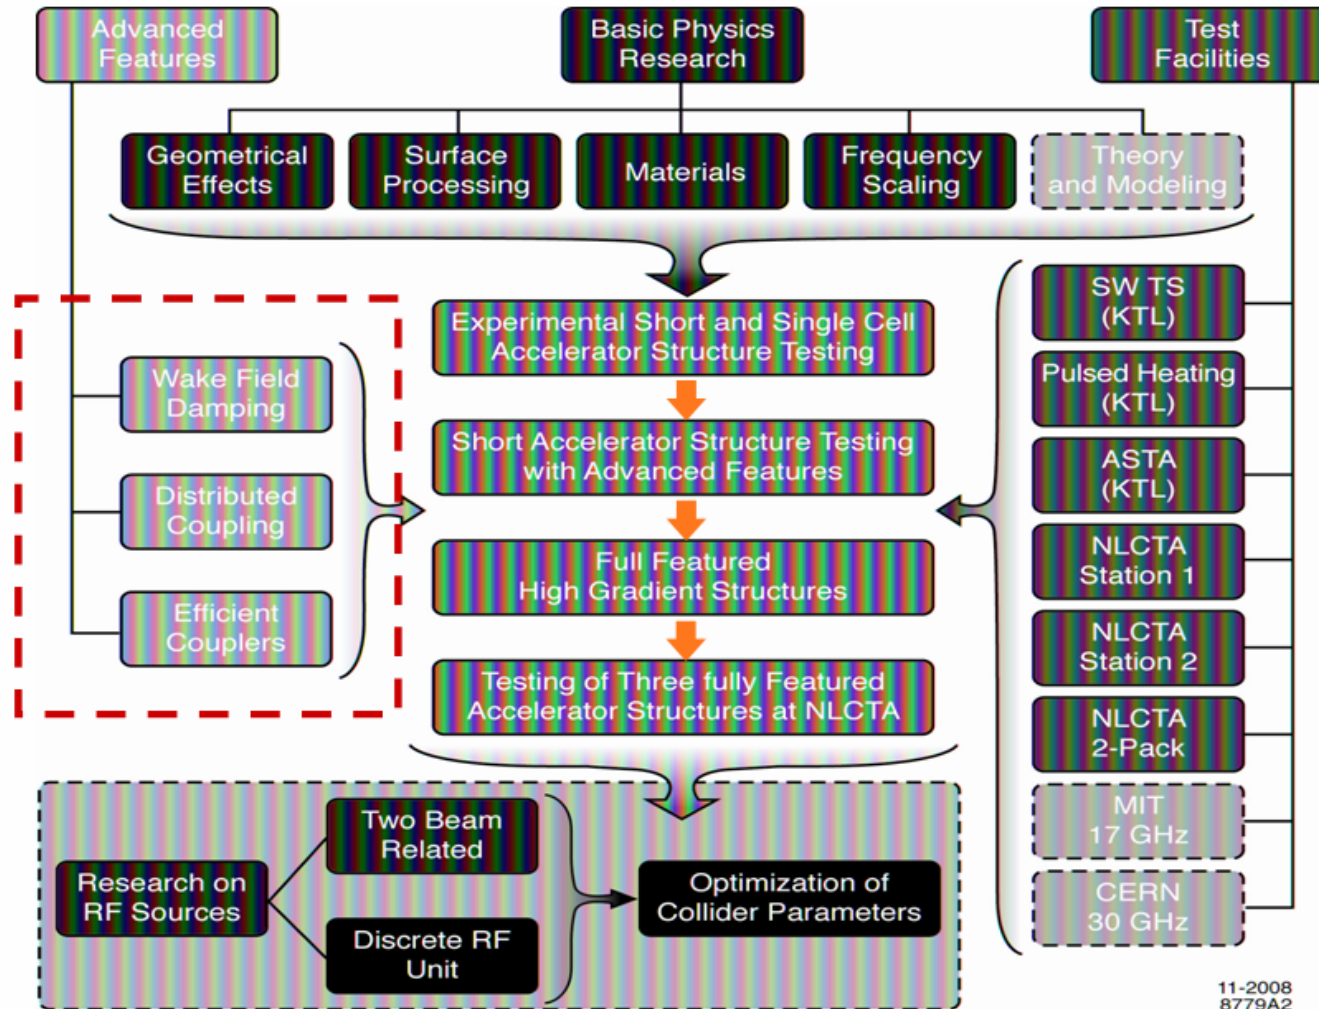 Advanced
Features
Basic Physics
Research
Test
Facilities
Geometrical
Effects
Surface
Processing
Materials
Frequency
Scaling
Theory
and Modeling
Experimental Short and Single Cell
Accelerator Structure Testing
Short Accelerator Structure Testing
with Advanced Features
Full Featured
High Gradient Structures
Testing of Three fully Featured
Accelerator Structures at NLCTA
Wake Field
Damping
Distributed
Coupling
Efficient
Couplers
SW TS
(KTL)
Pulsed Heating
(KTL)
ASTA
(KTL)
NLCTA
Station 1
NLCTA
Station 2
NLCTA
2-Pack
MIT
17 GHz
CERN
30 GHz
Research on
RF Sources
Two Beam
Related
Discrete RF
Unit
Optimization of
Collider Parameters
11-2008
8779A2